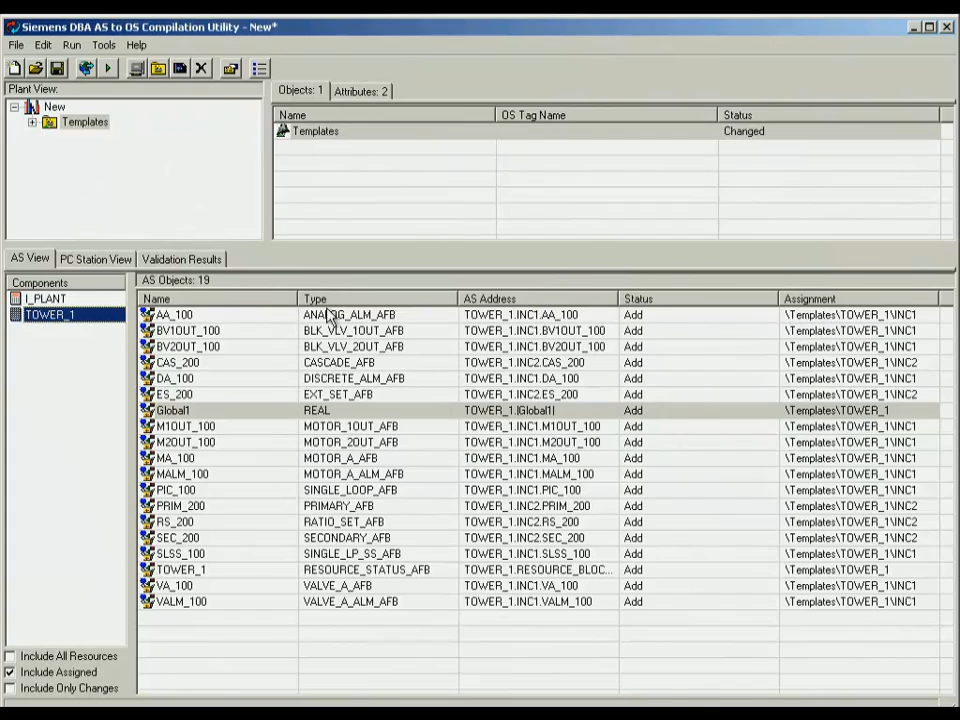 Siemens DBA AS to OS Compilation Utility - New*
File Edit Run Tools Help
Plant View:
New
Templates
Objects: 1 Attributes: 2
Name OS Tag Name Status
Templates Changed
AS View PC Station View Validation Results
Components
I_PLANT
TOWER_1
AS Objects: 19
Name Type AS Address Status Assignment
AA_100 ANALOG_ALM_AFB TOWER_1.INC1.AA_100 Add \Templates\TOWER_1\INC1
BV1OUT_100 BLK_VLV_1OUT_AFB TOWER_1.INC1.BV1OUT_100 Add \Templates\TOWER_1\INC1
BV2OUT_100 BLK_VLV_2OUT_AFB TOWER_1.INC1.BV2OUT_100 Add \Templates\TOWER_1\INC1
CAS_200 CASCADE_AFB TOWER_1.INC2.CAS_200 Add \Templates\TOWER_1\INC2
DA_100 DISCRETE_ALM_AFB TOWER_1.INC1.DA_100 Add \Templates\TOWER_1\INC1
ES_200 EXT_SET_AFB TOWER_1.INC2.ES_200 Add \Templates\TOWER_1\INC2
Global1 REAL TOWER_1.|Global1| Add \Templates\TOWER_1
M1OUT_100 MOTOR_1OUT_AFB TOWER_1.INC1.M1OUT_100 Add \Templates\TOWER_1\INC1
M2OUT_100 MOTOR_2OUT_AFB TOWER_1.INC1.M2OUT_100 Add \Templates\TOWER_1\INC1
MA_100 MOTOR_A_AFB TOWER_1.INC1.MA_100 Add \Templates\TOWER_1\INC1
MALM_100 MOTOR_A_ALM_AFB TOWER_1.INC1.MALM_100 Add \Templates\TOWER_1\INC1
PIC_100 SINGLE_LOOP_AFB TOWER_1.INC1.PIC_100 Add \Templates\TOWER_1\INC1
PRIM_200 PRIMARY_AFB TOWER_1.INC2.PRIM_200 Add \Templates\TOWER_1\INC2
RS_200 RATIO_SET_AFB TOWER_1.INC2.RS_200 Add \Templates\TOWER_1\INC2
SEC_200 SECONDARY_AFB TOWER_1.INC2.SEC_200 Add \Templates\TOWER_1\INC2
SLSS_100 SINGLE_LP_SS_AFB TOWER_1.INC1.SLSS_100 Add \Templates\TOWER_1\INC1
TOWER_1 RESOURCE_STATUS_AFB TOWER_1.RESOURCE_BLOC... Add \Templates\TOWER_1
VA_100 VALVE_A_AFB TOWER_1.INC1.VA_100 Add \Templates\TOWER_1\INC1
VALM_100 VALVE_A_ALM_AFB TOWER_1.INC1.VALM_100 Add \Templates\TOWER_1\INC1
Include All Resources
Include Assigned
Include Only Changes